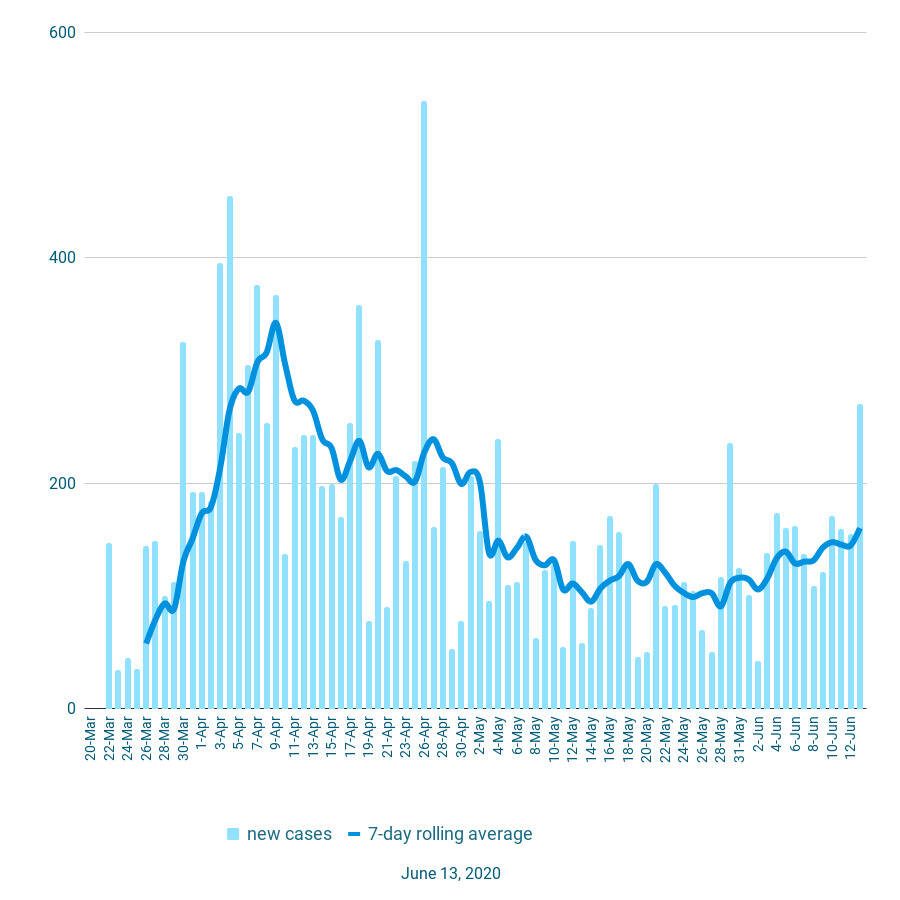 600
400
200
0
20-Mar
22-Mar
24-Mar
26-Mar
28-Mar
30-Mar
1-Apr
3-Apr
5-Apr
7-Apr
9-Apr
11-Apr
13-Apr
15-Apr
17-Apr
19-Apr
21-Apr
23-Apr
26-Apr
28-Apr
30-Apr
2-May
4-May
6-May
8-May
10-May
12-May
14-May
16-May
18-May
20-May
22-May
24-May
26-May
28-May
31-May
2-Jun
4-Jun
6-Jun
8-Jun
10-Jun
12-Jun
new cases
7-day rolling average
June 13, 2020